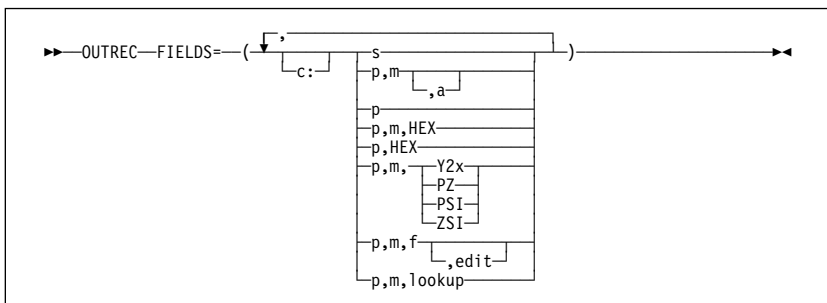 ,
OUTREC FIELDS= ( s )
c:
p,m
,a
p
p,m,HEX
p,HEX
p,m, Y2x
PZ
PSI
ZSI
p,m,f
,edit
p,m,lookup